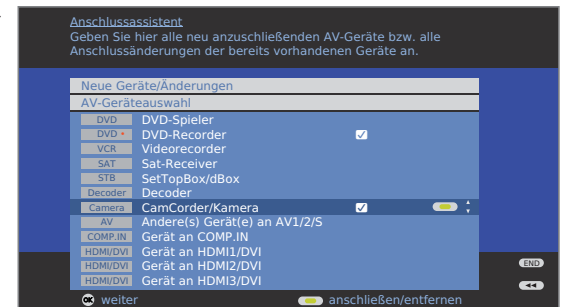 Anschlussassistent
Geben Sie hier alle neu anzuschließenden AV-Geräte bzw. alle
Anschlussänderungen der bereits vorhandenen Geräte an.
Neue Geräte/Änderungen
AV-Geräteauswahl
DVD DVD-Spieler
DVD • DVD-Recorder
VCR Videorecorder
SAT Sat-Receiver
STB SetTopBox/dBox
Decoder Decoder
Camera CamCorder/Kamera
AV Andere(s) Gerät(e) an AV1/2/S
COMP.IN Gerät an COMP.IN
HDMI/DVI Gerät an HDMI1/DVI
HDMI/DVI Gerät an HDMI2/DVI
HDMI/DVI Gerät an HDMI3/DVI
END
OK weiter anschließen/entfernen